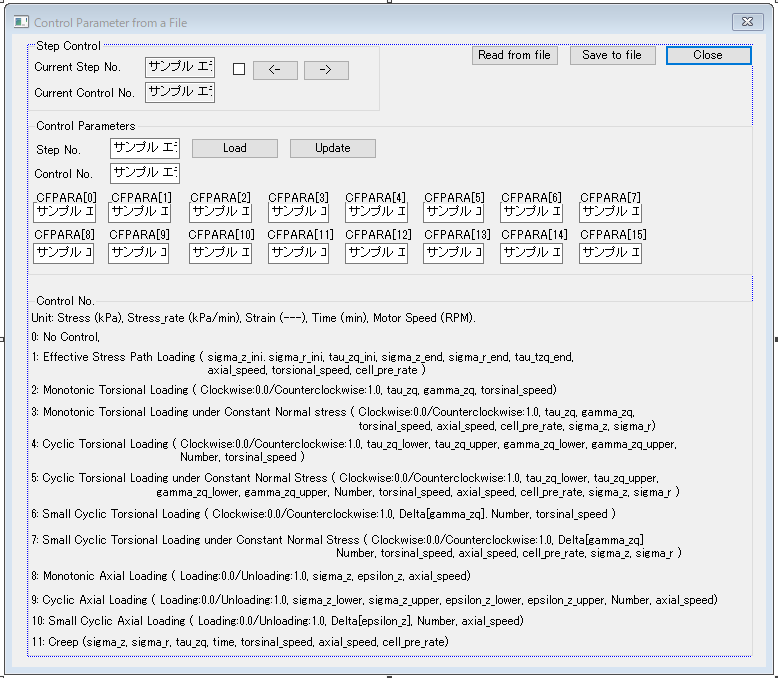 Control Parameter from a File
Step Control
Current Step No.
サンプル エ
<-
->
Read from file
Save to file
Close
Current Control No.
サンプル エ
Control Parameters
Step No.
サンプル エ
Load
Update
Control No.
サンプル エ
CFPARA[0] CFPARA[1] CFPARA[2] CFPARA[3] CFPARA[4] CFPARA[5] CFPARA[6] CFPARA[7]
サンプル エ サンプル エ サンプル エ サンプル コ サンプル エ サンプル コ サンプル エ サンプル エ
CFPARA[8] CFPARA[9] CFPARA[10] CFPARA[11] CFPARA[12] CFPARA[13] CFPARA[14] CFPARA[15]
サンプル コ サンプル コ サンプル エ サンプル コ サンプル エ サンプル コ サンプル エ サンプル エ
Control No.
Unit: Stress (kPa), Stress_rate (kPa/min), Strain (---), Time (min), Motor Speed (RPM).
0: No Control,
1: Effective Stress Path Loading ( sigma_z_ini. sigma_r_ini, tau_zq_ini, sigma_z_end, sigma_r_end, tau_tzq_end,
axial_speed, torsional_speed, cell_pre_rate )
2: Monotonic Torsional Loading ( Clockwise:0.0/Counterclockwise:1.0, tau_zq, gamma_zq, torsinal_speed)
3: Monotonic Torsional Loading under Constant Normal stress ( Clockwise:0.0/Counterclockwise:1.0, tau_zq, gamma_zq,
torsinal_speed, axial_speed, cell_pre_rate, sigma_z, sigma_r)
4: Cyclic Torsional Loading ( Clockwise:0.0/Counterclockwise:1.0, tau_zq_lower, tau_zq_upper, gamma_zq_lower, gamma_zq_upper,
Number, torsinal_speed )
5: Cyclic Torsional Loading under Constant Normal Stress ( Clockwise:0.0/Counterclockwise:1.0, tau_zq_lower, tau_zq_upper,
gamma_zq_lower, gamma_zq_upper, Number, torsinal_speed, axial_speed, cell_pre_rate, sigma_z, sigma_r )
6: Small Cyclic Torsional Loading ( Clockwise:0.0/Counterclockwise:1.0, Delta[gamma_zq]. Number, torsinal_speed )
7: Small Cyclic Torsional Loading under Constant Normal Stress ( Clockwise:0.0/Counterclockwise:1.0, Delta[gamma_zq]
Number, torsinal_speed, axial_speed, cell_pre_rate, sigma_z, sigma_r )
8: Monotonic Axial Loading ( Loading:0.0/Unloading:1.0, sigma_z, epsilon_z, axial_speed)
9: Cyclic Axial Loading ( Loading:0.0/Unloading:1.0, sigma_z_lower, sigma_z_upper, epsilon_z_lower, epsilon_z_upper, Number, axial_speed)
10: Small Cyclic Axial Loading ( Loading:0.0/Unloading:1.0, Delta[epsilon_z], Number, axial_speed)
11: Creep (sigma_z, sigma_r, tau_zq, time, torsinal_speed, axial_speed, cell_pre_rate)